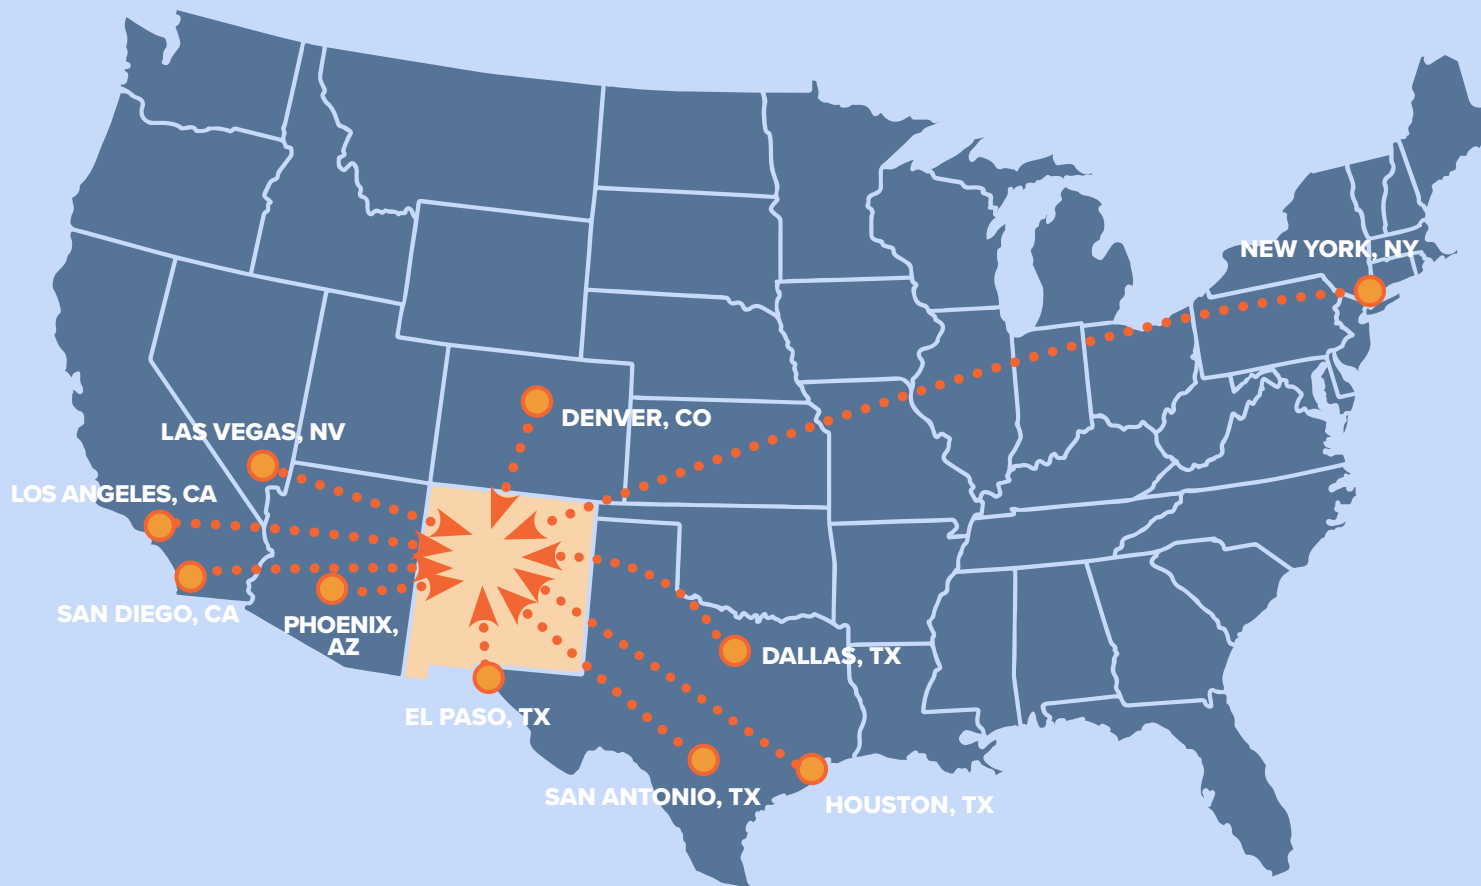 NEW YORK, NY
DENVER, CO
LAS VEGAS, NV
LOS ANGELES, CA
SAN DIEGO, CA
PHOENIX,
AZ
DALLAS, TX
EL PASO, TX
SAN ANTONIO, TX
HOUSTON, TX